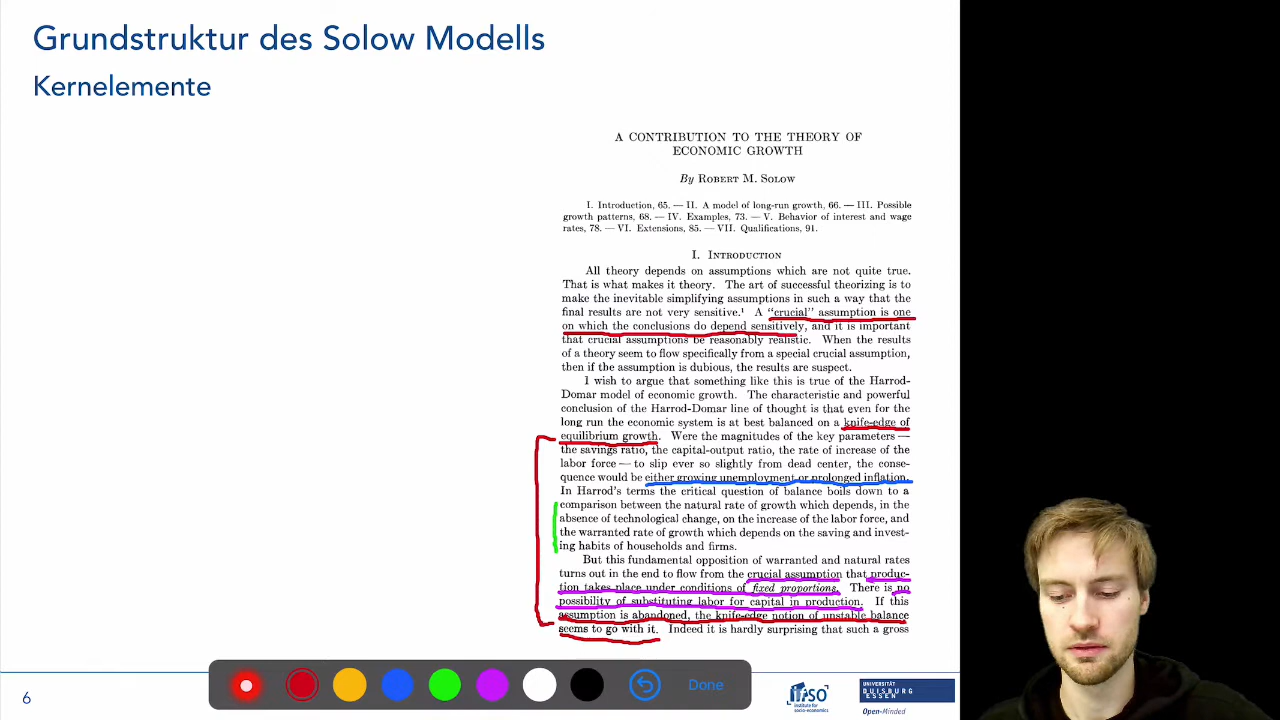 Grundstruktur des Solow Modells
Kernelemente
A CONTRIBUTION TO THE THEORY OF
ECONOMIC GROWTH
By ROBERT M. SOLOW
I. Introduction, 65. — II. A model of long-run growth, 66. — III. Possible
growth patterns, 68. — IV. Examples, 73. — V. Behavior of interest and wage
rates, 78. — VI. Extensions, 85. — VII. Qualifications, 91.
I. INTRODUCTION
All theory depends on assumptions which are not quite true.
That is what makes it theory. The art of successful theorizing is to
make the inevitable simplifying assumptions in such a way that the
final results are not very sensitive.¹ A “crucial” assumption is one
on which the conclusions do depend sensitively, and it is important
that crucial assumptions be reasonably realistic. When the results
of a theory seem to flow specifically from a special crucial assumption,
then if the assumption is dubious, the results are suspect.
I wish to argue that something like this is true of the Harrod-
Domar model of economic growth. The characteristic and powerful
conclusion of the Harrod-Domar line of thought is that even for the
long run the economic system is at best balanced on a knife-edge of
equilibrium growth. Were the magnitudes of the key parameters —
the savings ratio, the capital-output ratio, the rate of increase of the
labor force — to slip ever so slightly from dead center, the conse-
quence would be either growing unemployment or prolonged inflation.
In Harrod's terms the critical question of balance boils down to a
comparison between the natural rate of growth which depends, in the
absence of technological change, on the increase of the labor force, and
the warranted rate of growth which depends on the saving and invest-
ing habits of households and firms.
But this fundamental opposition of warranted and natural rates
turns out in the end to flow from the crucial assumption that produc-
tion takes place under conditions of fixed proportions. There is no
possibility of substituting labor for capital in production. If this
assumption is abandoned, the knife-edge notion of unstable balance
seems to go with it. Indeed it is hardly surprising that such a gross
Done
6
ifso
institute for
socio-economics
UNIVERSITÄT
DUISBURG
ESSEN
Open-Minded